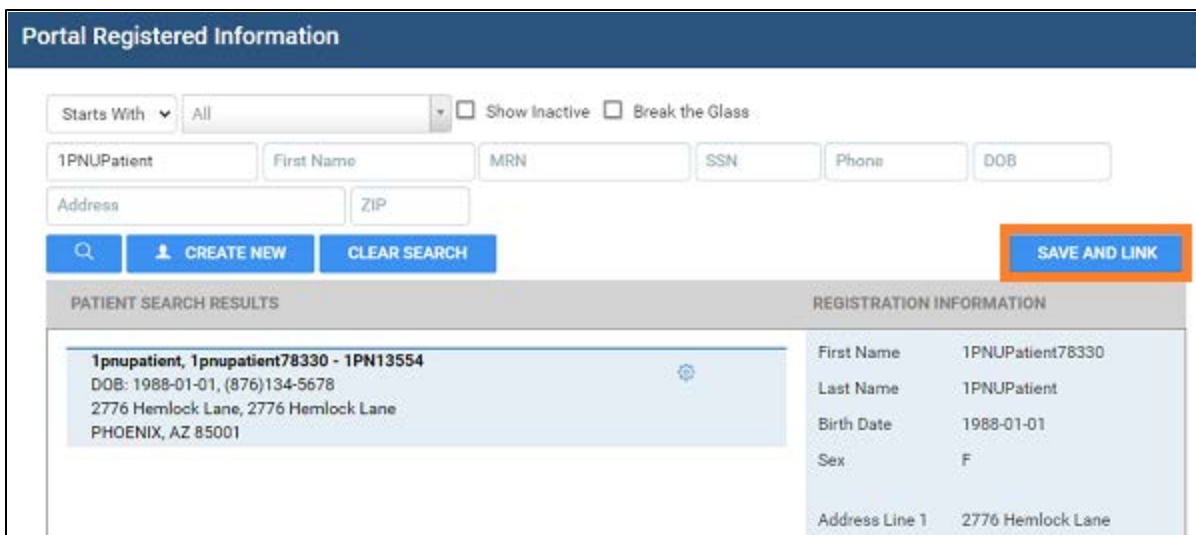 Portal Registered Information
Starts With All Show Inactive Break the Glass
1PNUPatient First Name MRN SSN Phone DOB
Address ZIP
CREATE NEW CLEAR SEARCH SAVE AND LINK
PATIENT SEARCH RESULTS REGISTRATION INFORMATION
1pnupatient, 1pnupatient78330 - 1PN13554
DOB: 1988-01-01, (876)134-5678
2776 Hemlock Lane, 2776 Hemlock Lane
PHOENIX, AZ 85001
First Name 1PNUPatient78330
Last Name 1PNUPatient
Birth Date 1988-01-01
Sex F
Address Line 1 2776 Hemlock Lane